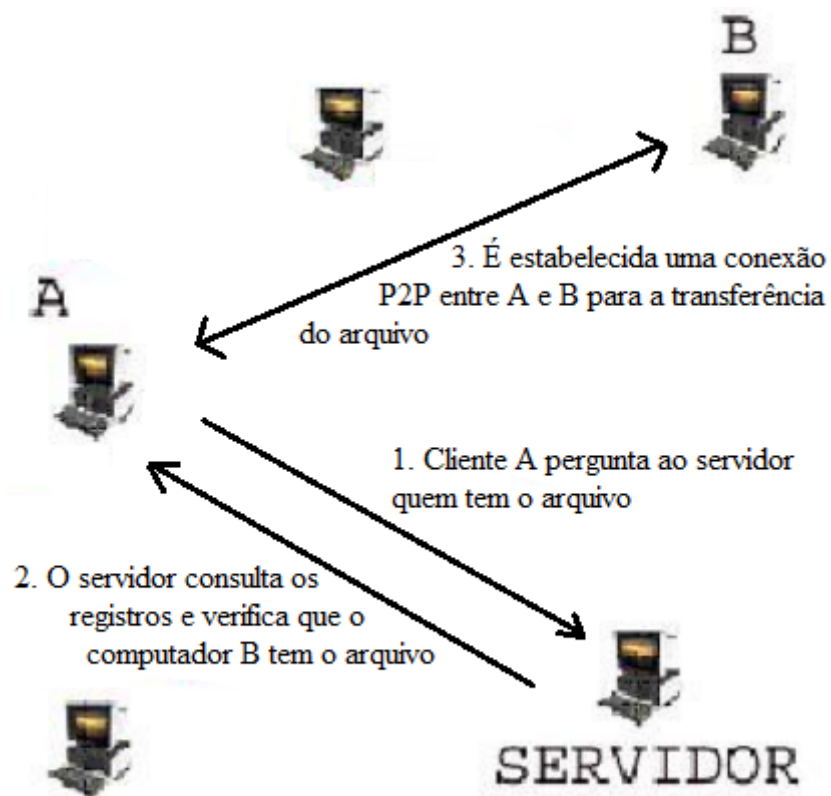 B
3. É estabelecida uma conexão
P2P entre A e B para a transferência
do arquivo
A
1. Cliente A pergunta ao servidor
quem tem o arquivo
2. O servidor consulta os
registros e verifica que o
computador B tem o arquivo
SERVIDOR